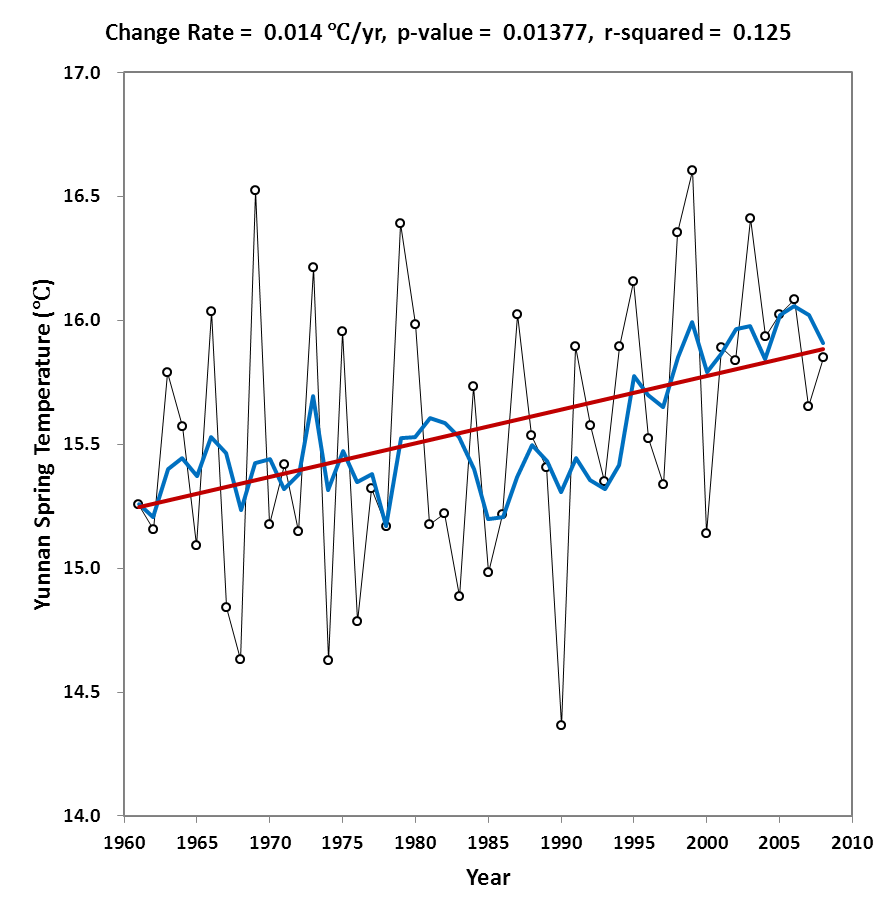 Change Rate = 0.014 ℃/yr, p-value = 0.01377, r-squared = 0.125
17.0
16.5
16.0
15.5
15.0
14.5
14.0
Yunnan Spring Temperature (℃)
1960 1965 1970 1975 1980 1985 1990 1995 2000 2005 2010
Year